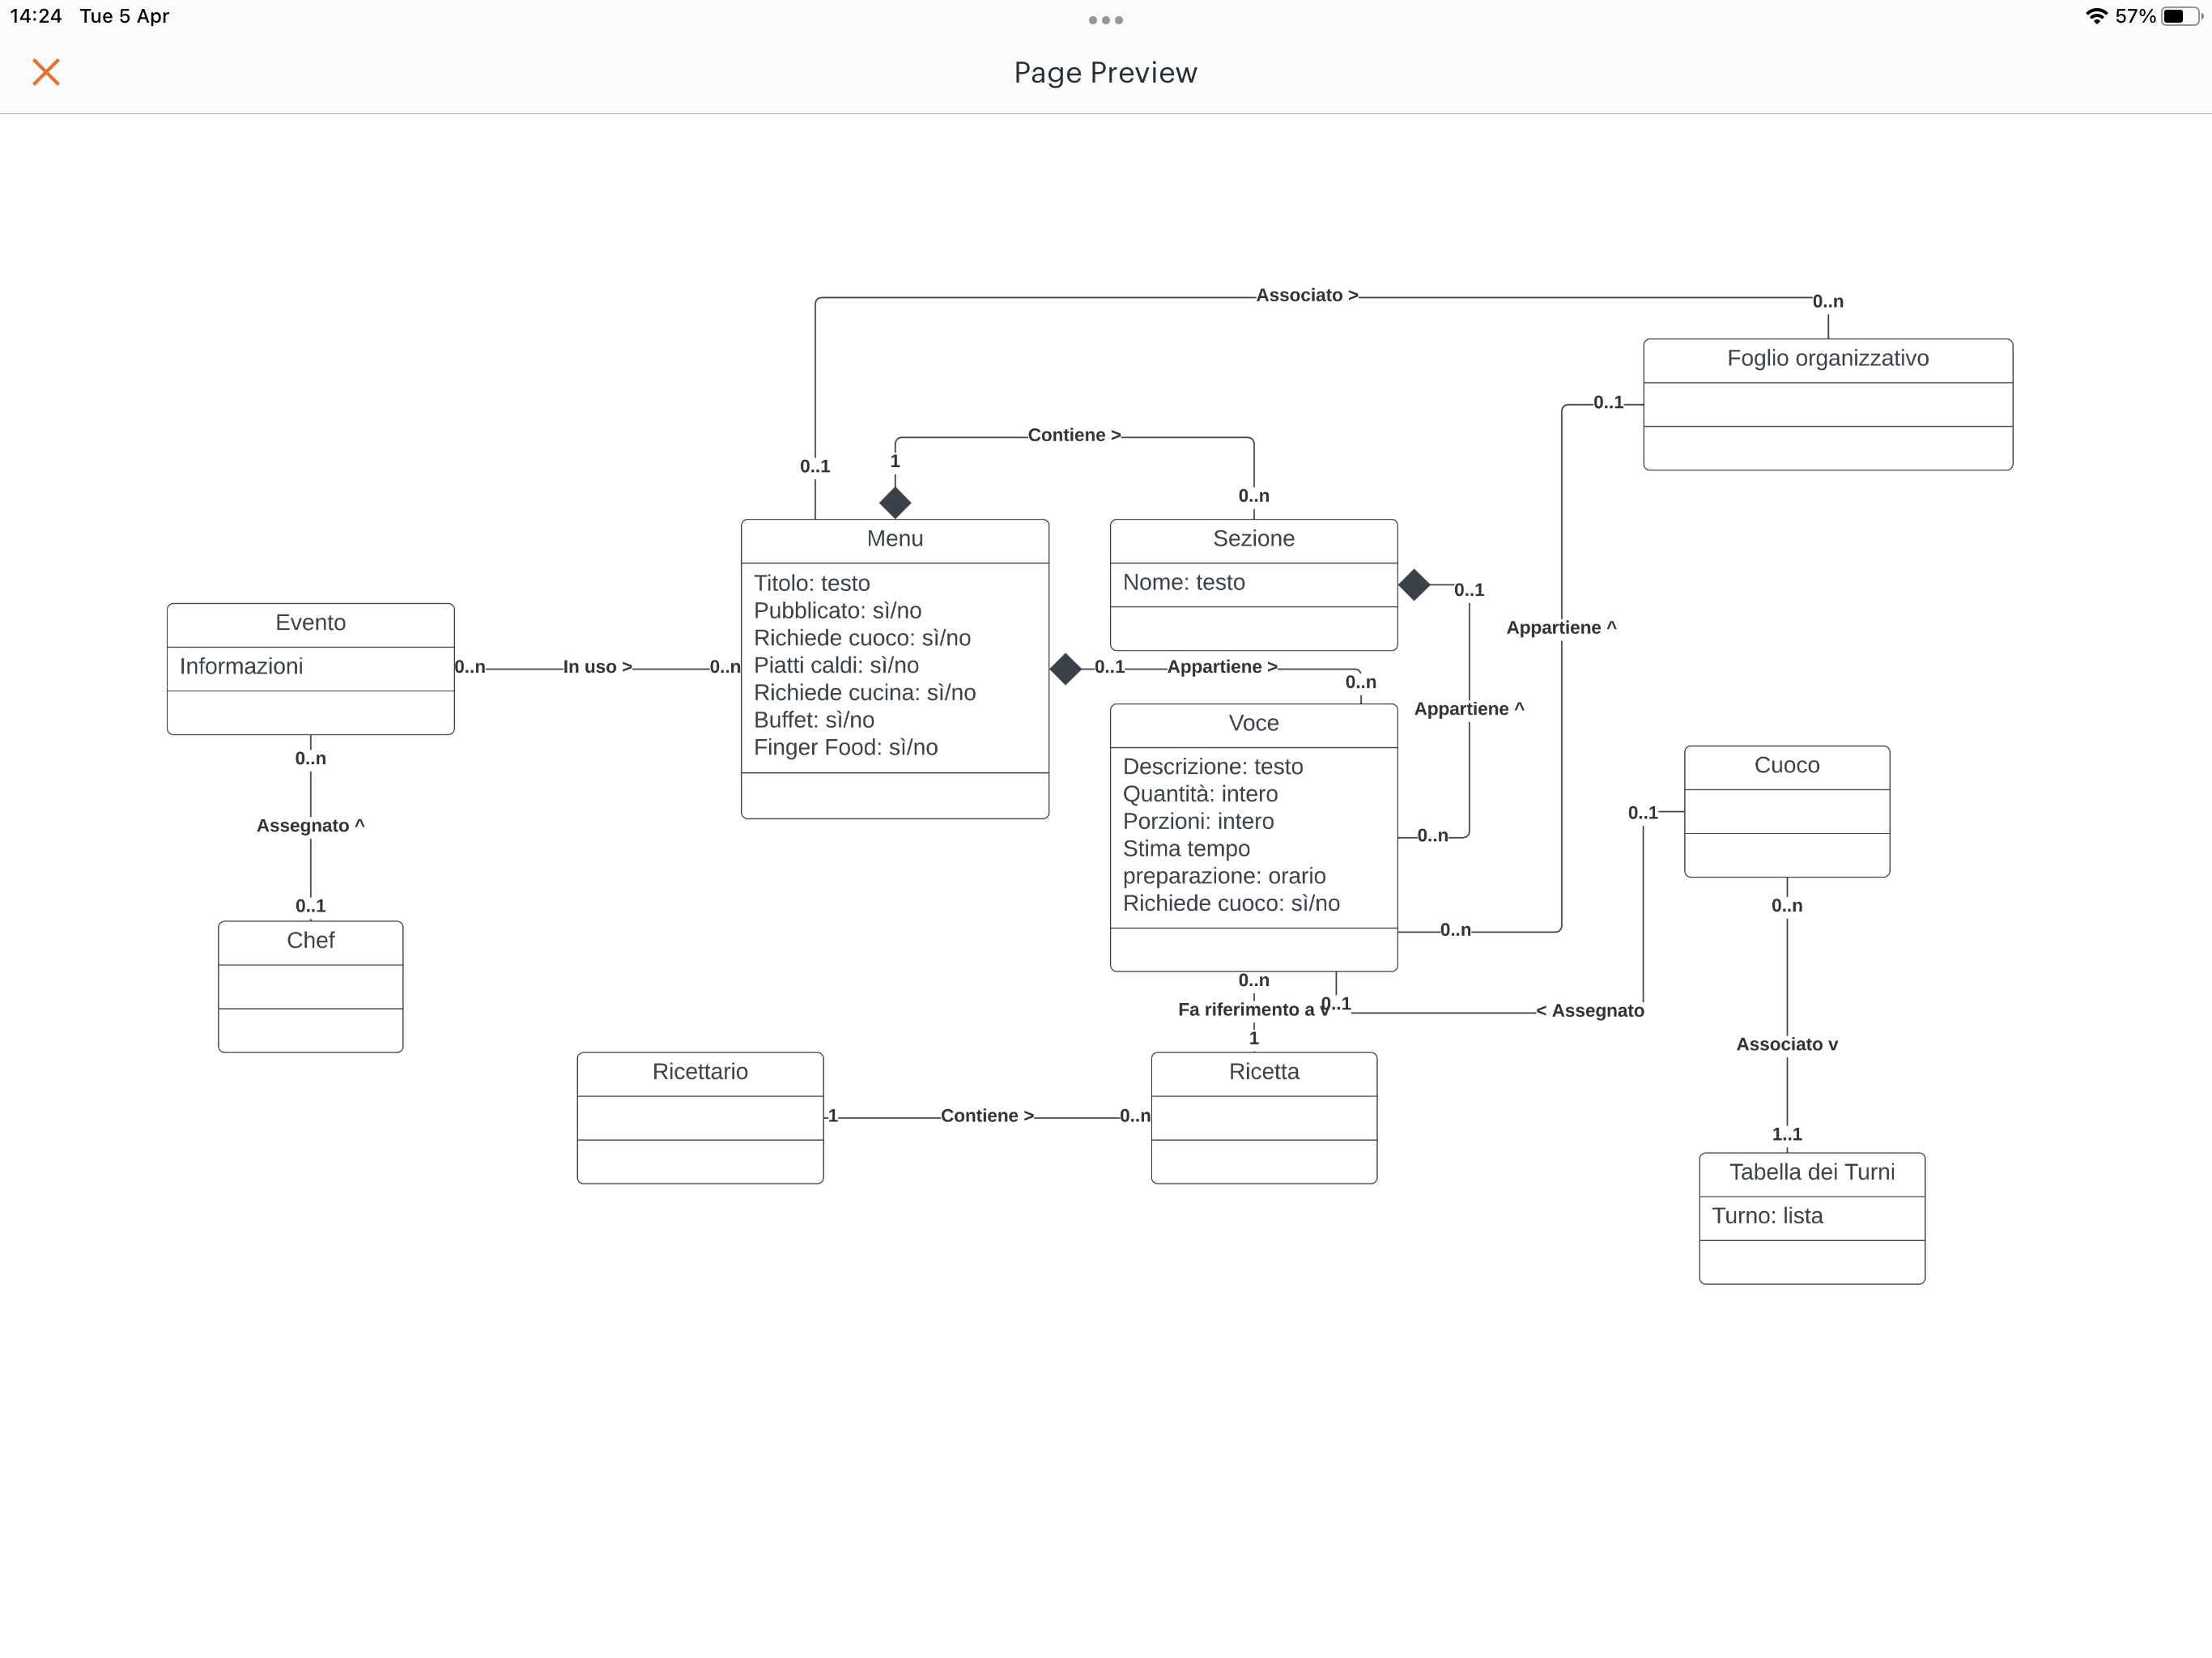 14:24 Tue 5 Apr
57%
Page Preview
Associato >
0..n
Foglio organizzativo
0..1
Contiene >
0..1
1
0..n
Menu
Titolo: testo
Pubblicato: sì/no
Richiede cuoco: sì/no
Piatti caldi: sì/no
Richiede cucina: sì/no
Buffet: sì/no
Finger Food: sì/no
Sezione
Nome: testo
0..1
Appartiene ^
Evento
Informazioni
0..n
In uso >
0..n
0..1
Appartiene >
0..n
Appartiene ^
Voce
Descrizione: testo
Quantità: intero
Porzioni: intero
Stima tempo
preparazione: orario
Richiede cuoco: sì/no
0..n
0..n
Cuoco
0..1
0..n
0..n
Assegnato ^
0..1
Chef
0..n
Fa riferimento a v
0..1
< Assegnato
1
Associato v
Ricettario
1
Contiene >
0..n
Ricetta
1..1
Tabella dei Turni
Turno: lista